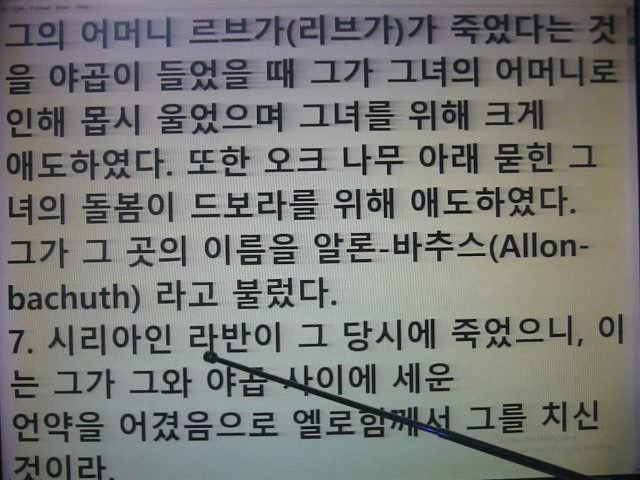 그의 어머니 르브가(리브가)가 죽었다는 것
을 야곱이 들었을 때 그가 그녀의 어머니로
인해 몹시 울었으며 그녀를 위해 크게
애도하였다. 또한 오크 나무 아래 묻힌 그
녀의 돌봄이 드보라를 위해 애도하였다.
그가 그 곳의 이름을 알론-바추스(Allon-
bachuth) 라고 불렀다.
7. 시리아인 라반이 그 당시에 죽었으니, 이
는 그가 그와 야곱 사이에 세운
언약을 어겼음으로 엘로힘께서 그를 치신
것이라.